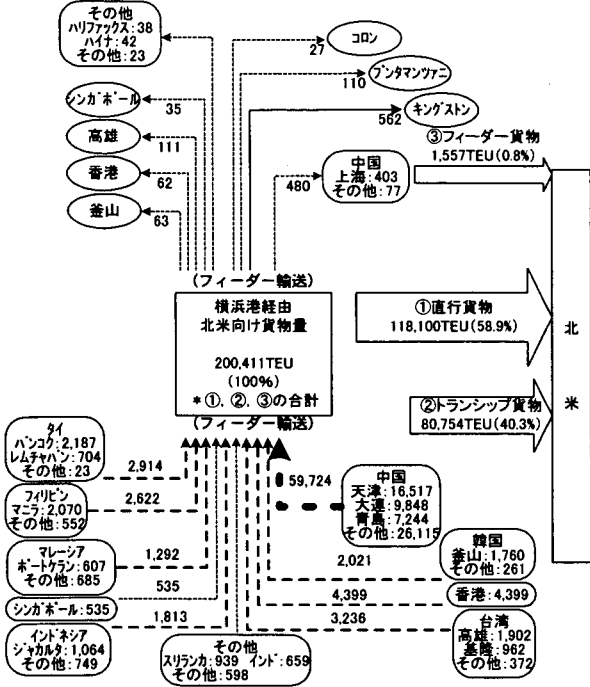 その他
ハリファックス:38
ハイナ:42
その他:23
コロン
27
プンタマンツァニ
110
キングストン
562
シンガポール
35
高雄
111
香港
62
釜山
63
③フィーダー貨物
1,557TEU(0.8%)
中国
上海:403
その他:77
480
(フィーダー輸送)
横浜港経由
北米向け貨物量
200,411TEU
(100%)
*①,②,③の合計
(フィーダー輸送)
①直行貨物
118,100TEU(58.9%)
②トランシップ貨物
80,754TEU(40.3%)
北
米
タイ
バンコク:2,187
レムチャバン:704
その他:23
2,914
フィリピン
マニラ:2,070
その他:552
2,622
マレーシア
ポートケラン:607
その他:685
1,292
シンガポール:535
535
インドネシア
ジャカルタ:1,064
その他:749
1,813
その他
スリランカ:939 インド:659
その他:598
59,724
中国
天津:16,517
大連:9,848
青島:7,244
その他:26,115
韓国
釜山:1,760
その他:261
2,021
香港:4,399
4,399
台湾
高雄:1,902
基隆:962
その他:372
3,236